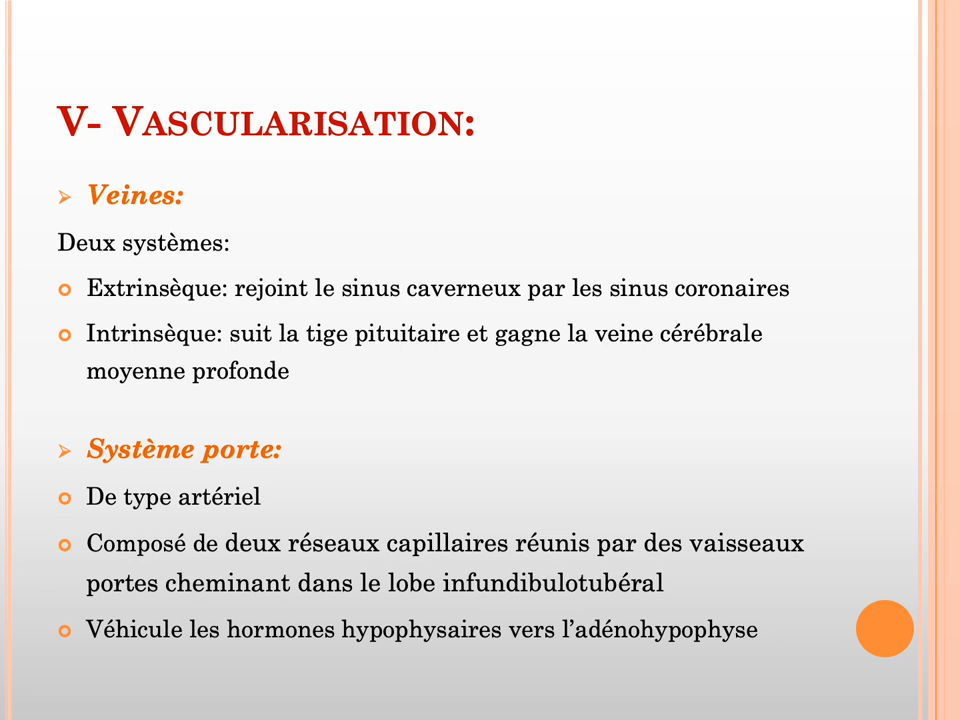 V- VASCULARISATION:
Veines:
Deux systèmes:
Extrinsèque: rejoint le sinus caverneux par les sinus coronaires
Intrinsèque: suit la tige pituitaire et gagne la veine cérébrale
moyenne profonde
Système porte:
De type artériel
Composé de deux réseaux capillaires réunis par des vaisseaux
portes cheminant dans le lobe infundibulotubéral
Véhicule les hormones hypophysaires vers l’adénohypophyse